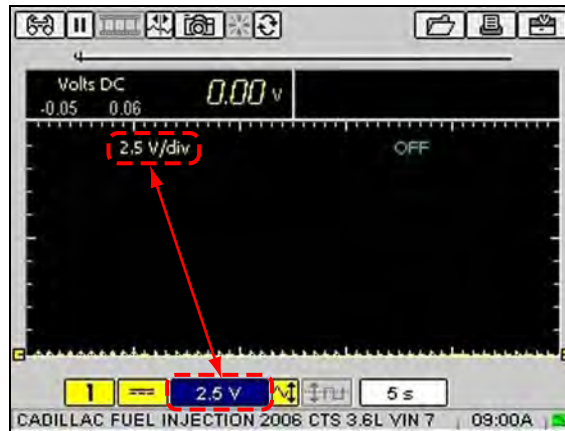 Volts DC
0.00 v
-0.05 0.06
2.5 V/div
OFF
1 2.5 V 5 s
CADILLAC FUEL INJECTION 2006 CTS 3.6L VIN 7 09:00A